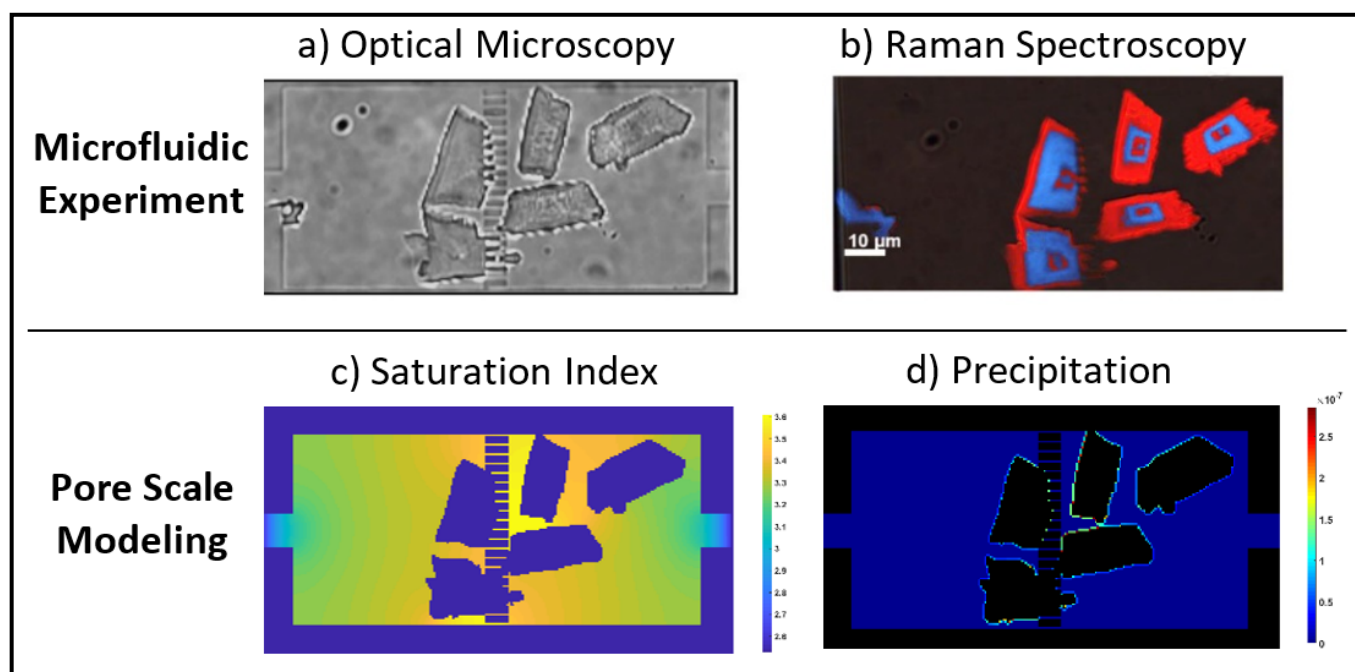 a) Optical Microscopy
b) Raman Spectroscopy
Microfluidic
Experiment
10 µm
c) Saturation Index
d) Precipitation
Pore Scale
Modeling
3.6
3.5
3.4
3.3
3.2
3.1
3
2.9
2.8
2.7
2.6
×10⁻⁷
2.5
2
1.5
1
0.5
0